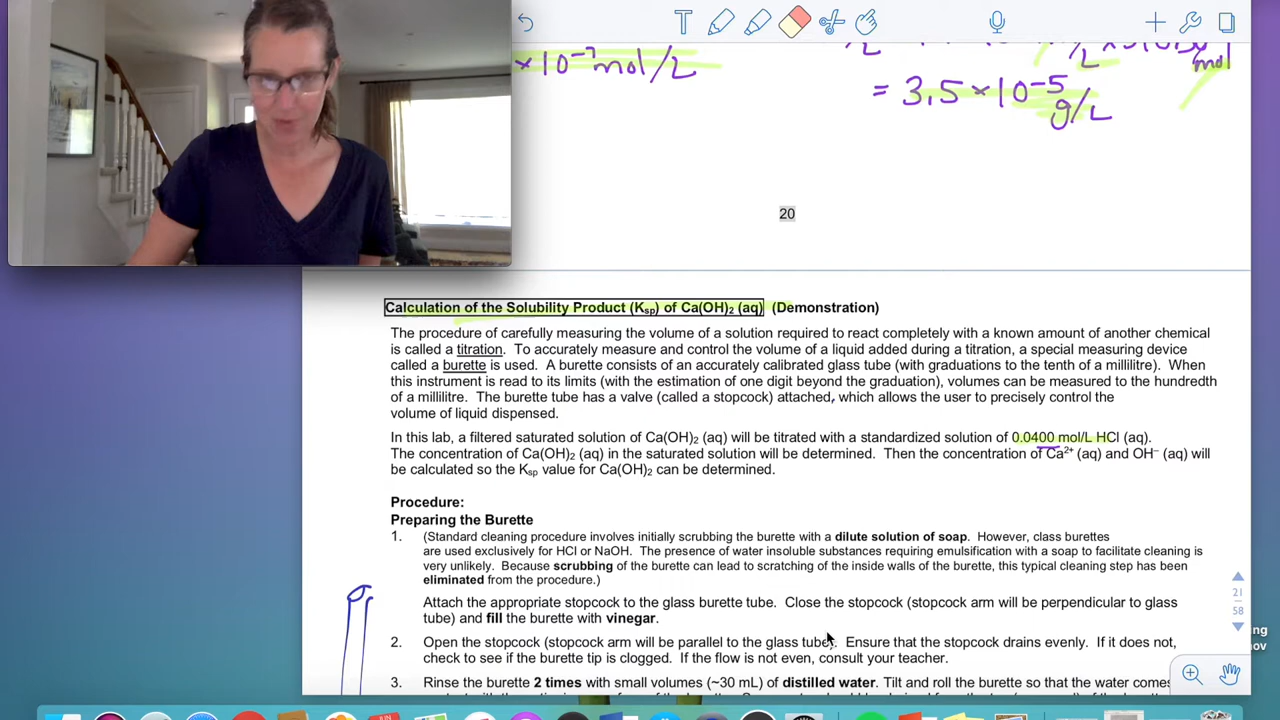 ×10⁻⁷mol/L
mol
= 3.5 ×10⁻⁵
g/L
20
Calculation of the Solubility Product (Ksp) of Ca(OH)₂ (aq) (Demonstration)
The procedure of carefully measuring the volume of a solution required to react completely with a known amount of another chemical
is called a titration. To accurately measure and control the volume of a liquid added during a titration, a special measuring device
called a burette is used. A burette consists of an accurately calibrated glass tube (with graduations to the tenth of a millilitre). When
this instrument is read to its limits (with the estimation of one digit beyond the graduation), volumes can be measured to the hundredth
of a millilitre. The burette tube has a valve (called a stopcock) attached, which allows the user to precisely control the
volume of liquid dispensed.
In this lab, a filtered saturated solution of Ca(OH)₂ (aq) will be titrated with a standardized solution of 0.0400 mol/L HCl (aq).
The concentration of Ca(OH)₂ (aq) in the saturated solution will be determined. Then the concentration of Ca²⁺ (aq) and OH⁻ (aq) will
be calculated so the Ksp value for Ca(OH)₂ can be determined.
Procedure:
Preparing the Burette
1. (Standard cleaning procedure involves initially scrubbing the burette with a dilute solution of soap. However, class burettes
are used exclusively for HCl or NaOH. The presence of water insoluble substances requiring emulsification with a soap to facilitate cleaning is
very unlikely. Because scrubbing of the burette can lead to scratching of the inside walls of the burette, this typical cleaning step has been
eliminated from the procedure.)
Attach the appropriate stopcock to the glass burette tube. Close the stopcock (stopcock arm will be perpendicular to glass
tube) and fill the burette with vinegar.
2. Open the stopcock (stopcock arm will be parallel to the glass tube). Ensure that the stopcock drains evenly. If it does not,
check to see if the burette tip is clogged. If the flow is not even, consult your teacher.
3. Rinse the burette 2 times with small volumes (~30 mL) of distilled water. Tilt and roll the burette so that the water comes
21
58
JUN